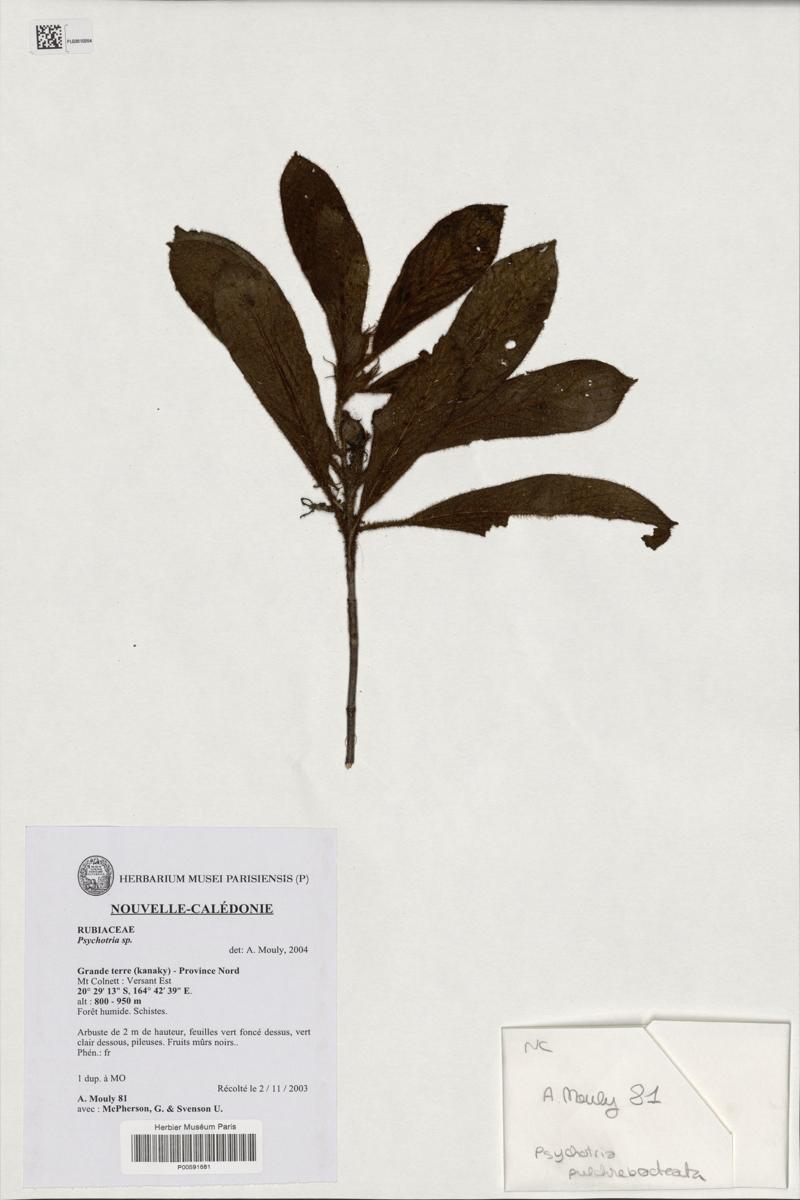 HERBARIUM MUSEI PARISIENSIS (P)
NOUVELLE-CALÉDONIE
RUBIACEAE
Psychotria sp.
det: A. Mouly, 2004
Grande terre (kanaky) - Province Nord
Mt Colnett : Versant Est
20° 29' 13" S, 164° 42' 39" E.
alt : 800 - 950 m
Forêt humide. Schistes.
Arbuste de 2 m de hauteur, feuilles vert foncé dessus, vert
clair dessous, pileuses. Fruits mûrs noirs..
Phén.: fr
1 dup. à MO
Récolté le 2 / 11 / 2003
A. Mouly 81
avec : McPherson, G. & Svenson U.
Herbier Muséum Paris
P00591681
NC
A. Mouly 81
Psychotria
pulchrebracteata